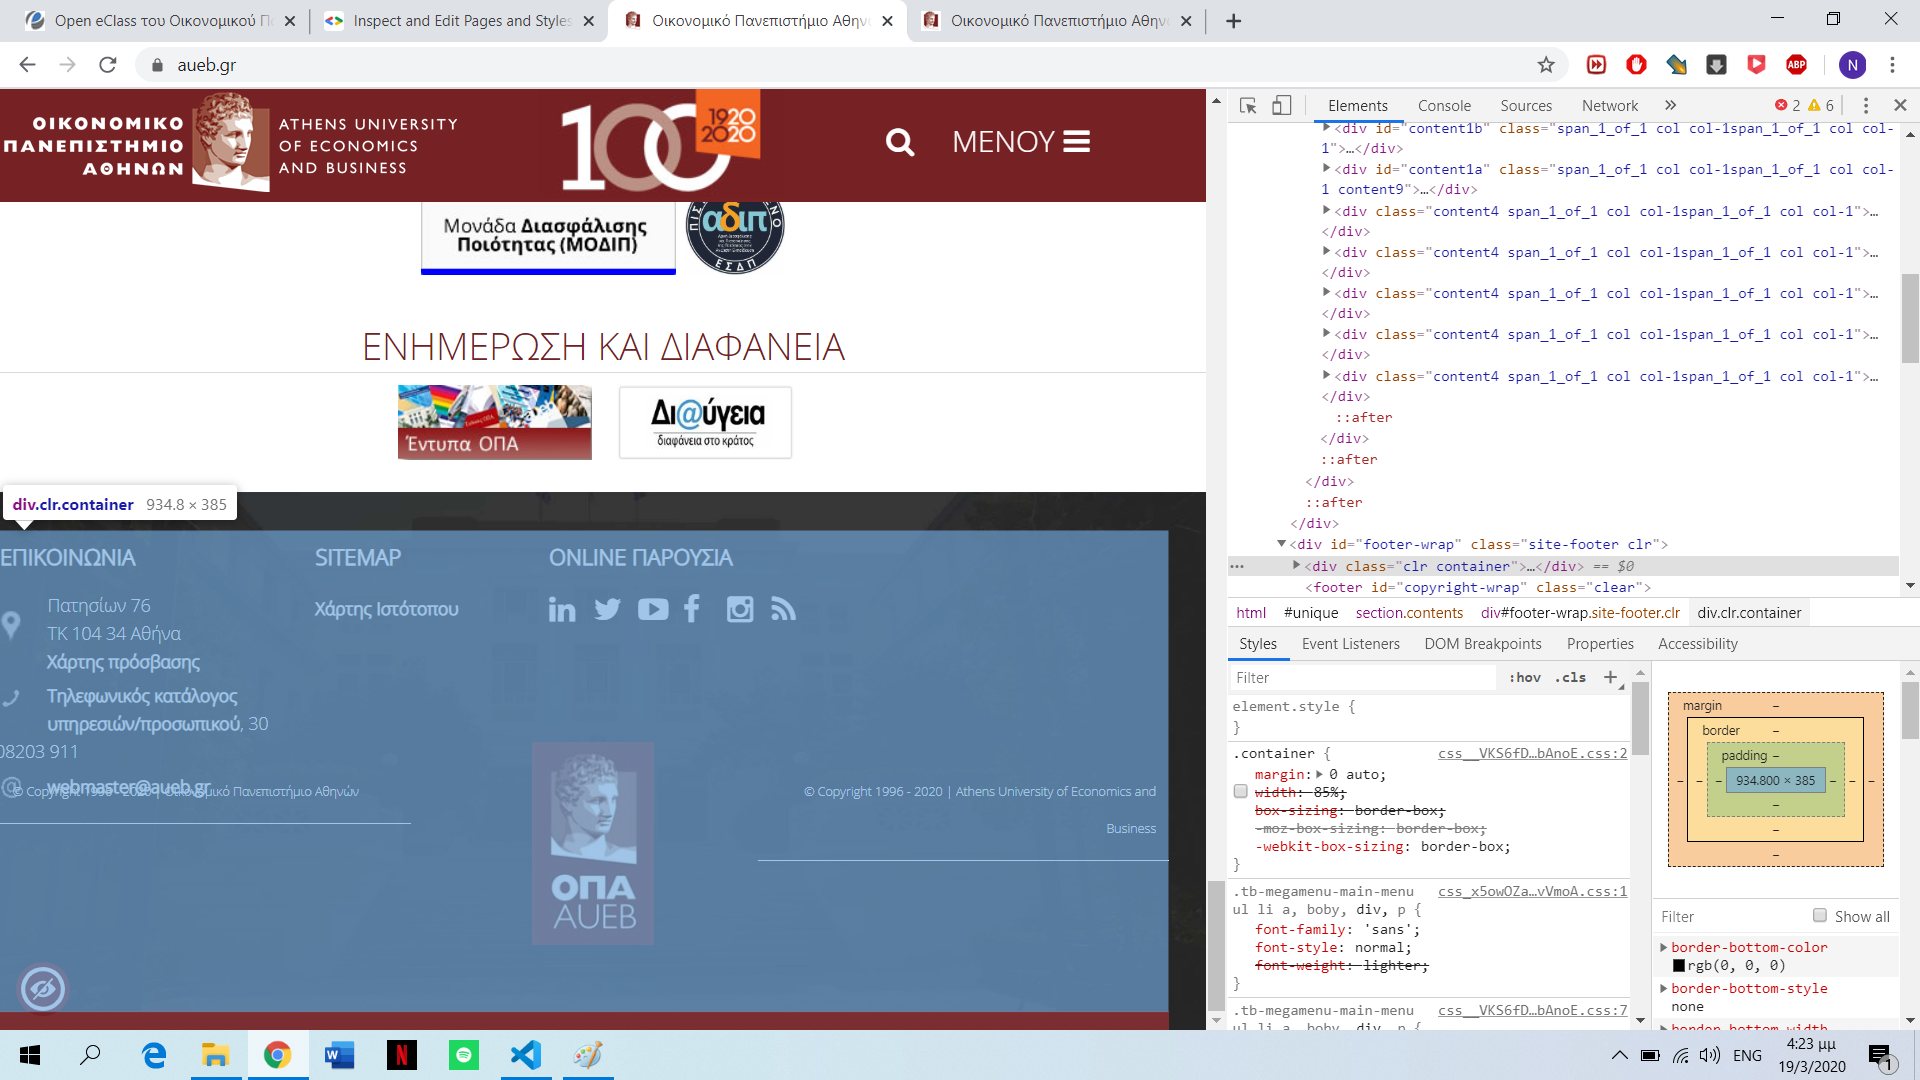 Open eClass του Οικονομικού Πα
Inspect and Edit Pages and Styles
Οικονομικό Πανεπιστήμιο Αθην
Οικονομικό Πανεπιστήμιο Αθην
aueb.gr
ABP
N
ΟΙΚΟΝΟΜΙΚΟ
ΠΑΝΕΠΙΣΤΗΜΙΟ
ΑΘΗΝΩΝ
ATHENS UNIVERSITY
OF ECONOMICS
AND BUSINESS
100
1920
2020
ΜΕΝΟΥ
Μονάδα Διασφάλισης
Ποιότητας (ΜΟΔΙΠ)
αδιπ
ΕΣΔΠ
ΕΝΗΜΕΡΩΣΗ ΚΑΙ ΔΙΑΦΑΝΕΙΑ
Έντυπα ΟΠΑ
Δι@ύγεια
διαφάνεια στο κράτος
div.clr.container 934.8 × 385
ΕΠΙΚΟΙΝΩΝΙΑ
SITEMAP
ONLINE ΠΑΡΟΥΣΙΑ
Πατησίων 76
ΤΚ 104 34 Αθήνα
Χάρτης πρόσβασης
Χάρτης Ιστότοπου
Τηλεφωνικός κατάλογος
υπηρεσιών/προσωπικού, 30
08203 911
webmaster@aueb.gr
© Copyright 1996 - 2020 | Οικονομικό Πανεπιστήμιο Αθηνών
© Copyright 1996 - 2020 | Athens University of Economics and
Business
ΟΠΑ
AUEB
Elements Console Sources Network » 2 6
<div id="content1b" class="span_1_of_1 col col-1span_1_of_1 col col-
1">…</div>
<div id="content1a" class="span_1_of_1 col col-1span_1_of_1 col col-
1 content9">…</div>
<div class="content4 span_1_of_1 col col-1span_1_of_1 col col-1">…
</div>
<div class="content4 span_1_of_1 col col-1span_1_of_1 col col-1">…
</div>
<div class="content4 span_1_of_1 col col-1span_1_of_1 col col-1">…
</div>
<div class="content4 span_1_of_1 col col-1span_1_of_1 col col-1">…
</div>
<div class="content4 span_1_of_1 col col-1span_1_of_1 col col-1">…
</div>
::after
</div>
::after
</div>
::after
</div>
<div id="footer-wrap" class="site-footer clr">
<div class="clr container">…</div> == $0
<footer id="copyright-wrap" class="clear">
html #unique section.contents div#footer-wrap.site-footer.clr div.clr.container
Styles Event Listeners DOM Breakpoints Properties Accessibility
Filter :hov .cls +
element.style {
}
.container { css__VKS6fD…bAnoE.css:2
margin: 0 auto;
width: 85%;
box-sizing: border-box;
-moz-box-sizing: border-box;
-webkit-box-sizing: border-box;
}
.tb-megamenu-main-menu css_x5owOZa…vVmoA.css:1
ul li a, boby, div, p {
font-family: 'sans';
font-style: normal;
font-weight: lighter;
}
.tb-megamenu-main-menu css__VKS6fD…bAnoE.css:7
ul li a, boby, div, p {
margin –
border –
padding –
– – – 934.800 × 385 – – –
–
–
–
Filter Show all
border-bottom-color
rgb(0, 0, 0)
border-bottom-style
none
border-bottom-width
ENG
4:23 μμ
19/3/2020
1